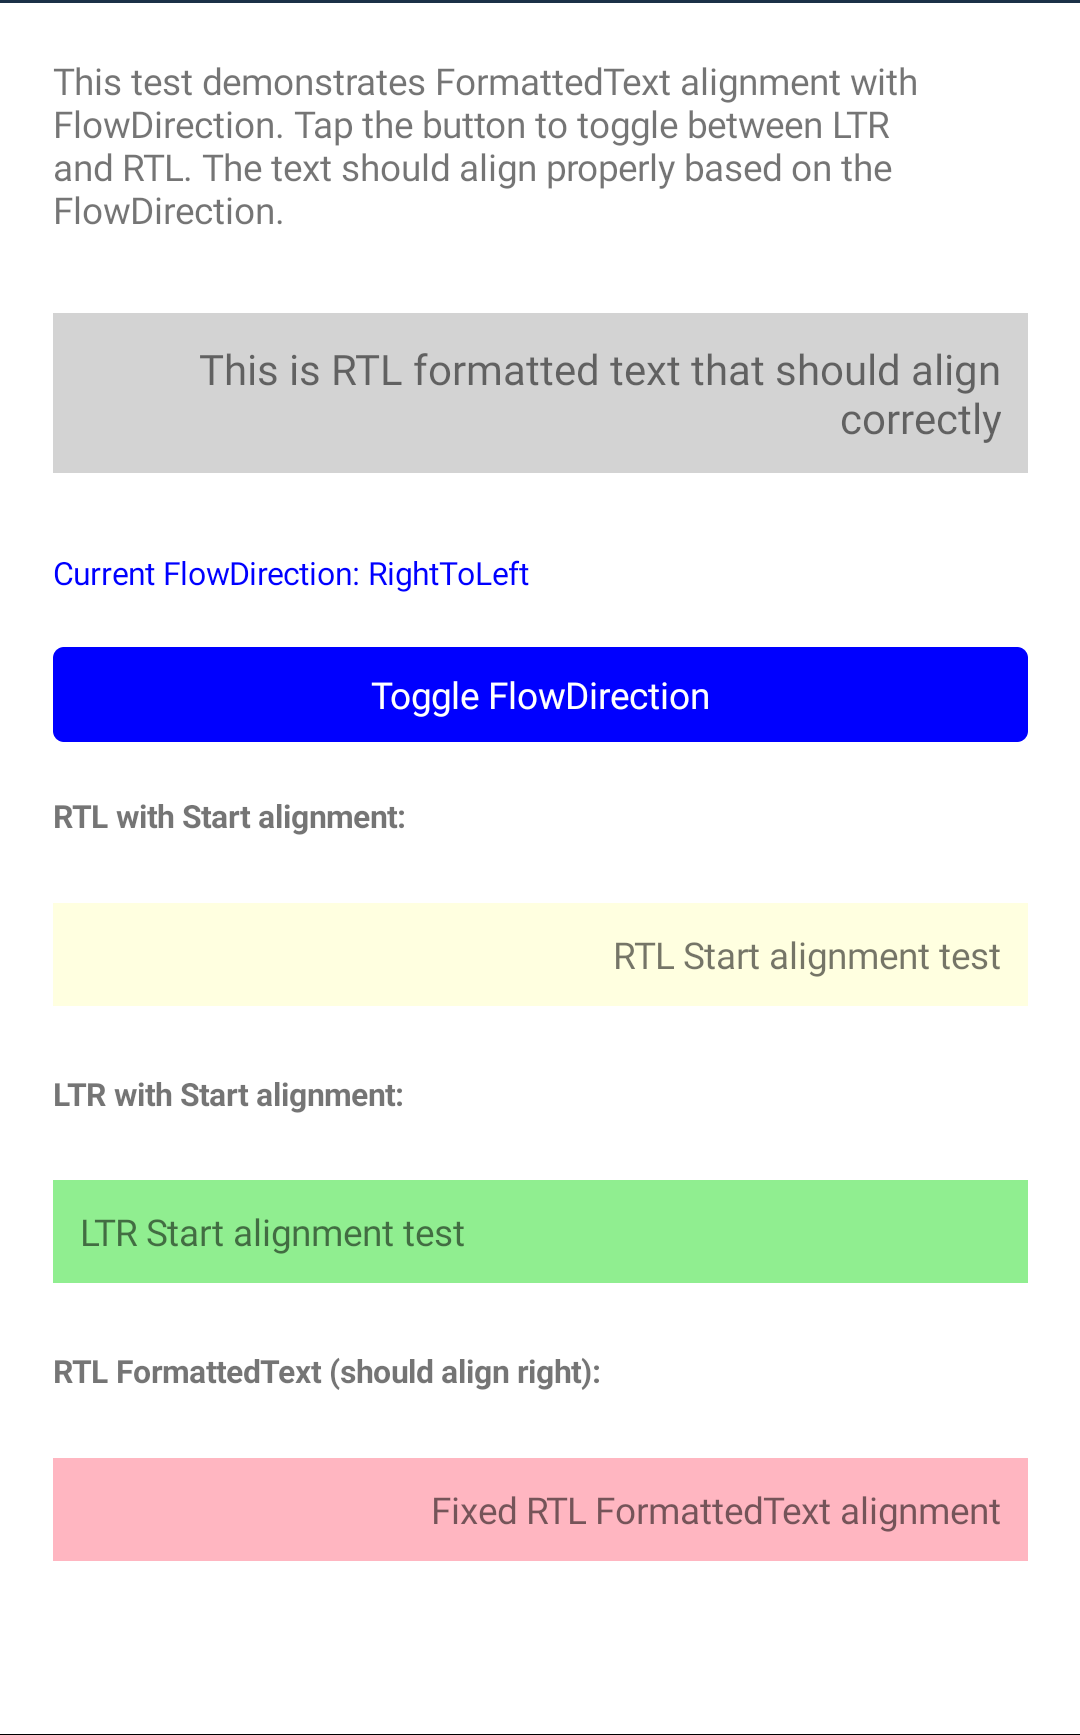 This test demonstrates FormattedText alignment with
FlowDirection. Tap the button to toggle between LTR
and RTL. The text should align properly based on the
FlowDirection.
This is RTL formatted text that should align
correctly
Current FlowDirection: RightToLeft
Toggle FlowDirection
RTL with Start alignment:
RTL Start alignment test
LTR with Start alignment:
LTR Start alignment test
RTL FormattedText (should align right):
Fixed RTL FormattedText alignment